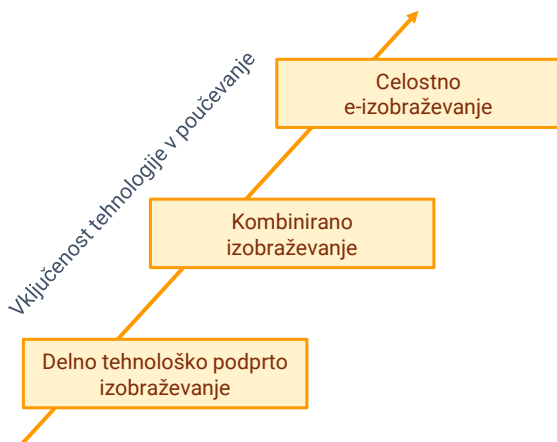 Celostno
e-izobraževanje
Vključenost tehnologije v poučevanje
Kombinirano
izobraževanje
Delno tehnološko podprto
izobraževanje